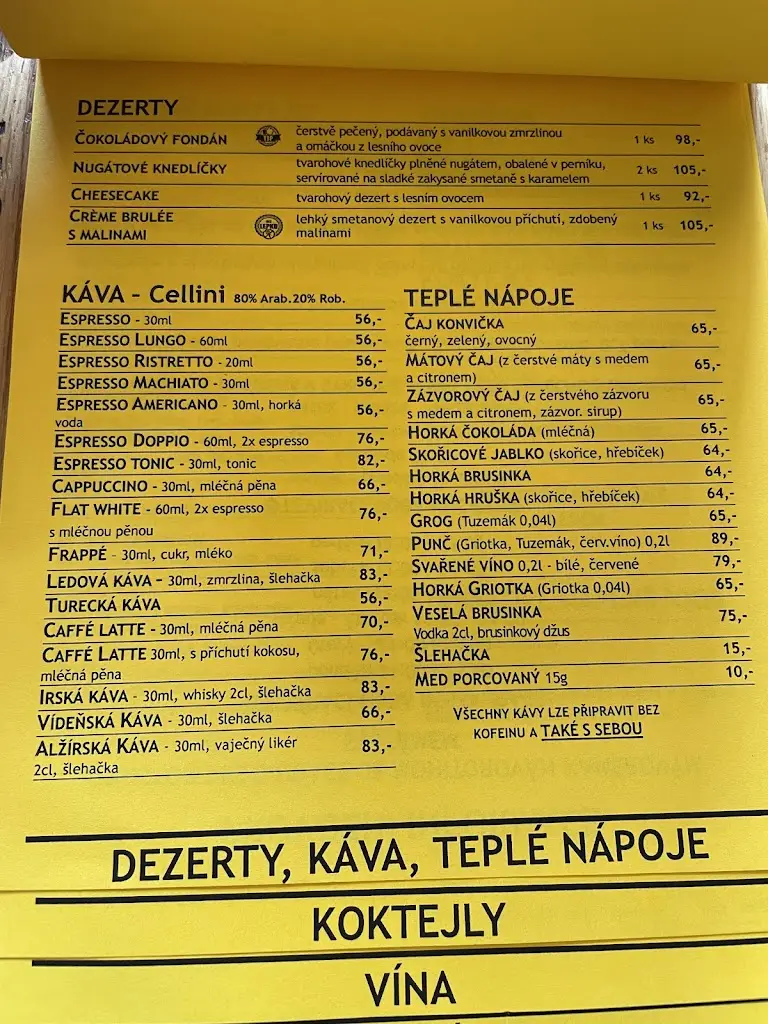 DEZERTY
ČOKOLÁDOVÝ FONDÁN TIP čerstvě pečený, podávaný s vanilkovou zmrzlinou 1 ks 98,-
a omáčkou z lesního ovoce
NUGÁTOVÉ KNEDLÍČKY tvarohové knedlíčky plněné nugátem, obalené v perníku, 2 ks 105,-
servírované na sladké zakysané smetaně s karamelem
CHEESECAKE tvarohový dezert s lesním ovocem 1 ks 92,-
CRÈME BRULÉE lehký smetanový dezert s vanilkovou příchutí, zdobený 1 ks 105,-
S MALINAMI LEPKU malinami
KÁVA - Cellini 80% Arab.20% Rob.
ESPRESSO - 30ml 56,-
ESPRESSO LUNGO - 60ml 56,-
ESPRESSO RISTRETTO - 20ml 56,-
ESPRESSO MACHIATO - 30ml 56,-
ESPRESSO AMERICANO - 30ml, horká 56,-
voda
ESPRESSO DOPPIO - 60ml, 2x espresso 76,-
ESPRESSO TONIC - 30ml, tonic 82,-
CAPPUCCINO - 30ml, mléčná pěna 66,-
FLAT WHITE - 60ml, 2x espresso 76,-
s mléčnou pěnou
FRAPPÉ - 30ml, cukr, mléko 71,-
LEDOVÁ KÁVA - 30ml, zmrzlina, šlehačka 83,-
TURECKÁ KÁVA 56,-
CAFFÉ LATTE - 30ml, mléčná pěna 70,-
CAFFÉ LATTE 30ml, s příchutí kokosu, 76,-
mléčná pěna
IRSKÁ KÁVA - 30ml, whisky 2cl, šlehačka 83,-
VÍDEŇSKÁ KÁVA - 30ml, šlehačka 66,-
ALŽÍRSKÁ KÁVA - 30ml, vaječný likér 83,-
2cl, šlehačka
TEPLÉ NÁPOJE
ČAJ KONVIČKA 65,-
černý, zelený, ovocný
MÁTOVÝ ČAJ (z čerstvé máty s medem 65,-
a citronem)
ZÁZVOROVÝ ČAJ (z čerstvého zázvoru 65,-
s medem a citronem, zázvor. sirup)
HORKÁ ČOKOLÁDA (mléčná) 65,-
SKOŘICOVÉ JABLKO (skořice, hřebíček) 64,-
HORKÁ BRUSINKA 64,-
HORKÁ HRUŠKA (skořice, hřebíček) 64,-
GROG (Tuzemák 0,04l) 65,-
PUNČ (Griotka, Tuzemák, červ.víno) 0,2l 89,-
SVAŘENÉ VÍNO 0,2l - bílé, červené 79,-
HORKÁ GRIOTKA (Griotka 0,04l) 65,-
VESELÁ BRUSINKA 75,-
Vodka 2cl, brusinkový džus
ŠLEHAČKA 15,-
MED PORCOVANÝ 15g 10,-
VŠECHNY KÁVY LZE PŘIPRAVIT BEZ
KOFEINU A TAKÉ S SEBOU
DEZERTY, KÁVA, TEPLÉ NÁPOJE
KOKTEJLY
VÍNA